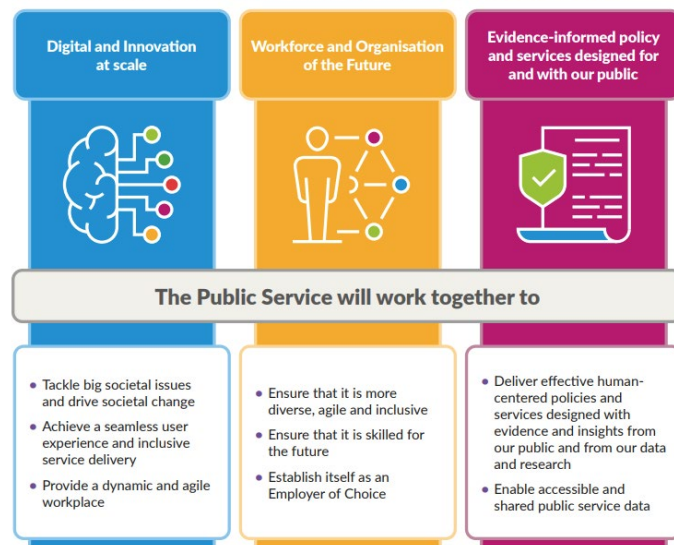 Digital and Innovation
at scale
Workforce and Organisation
of the Future
Evidence-informed policy
and services designed for
and with our public
The Public Service will work together to
• Tackle big societal issues
and drive societal change
• Achieve a seamless user
experience and inclusive
service delivery
• Provide a dynamic and agile
workplace
• Ensure that it is more
diverse, agile and inclusive
• Ensure that it is skilled for
the future
• Establish itself as an
Employer of Choice
• Deliver effective human-
centered policies and
services designed with
evidence and insights from
our public and from our data
and research
• Enable accessible and
shared public service data